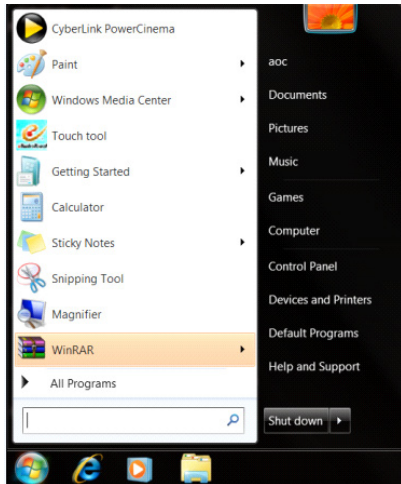 CyberLink PowerCinema
Paint
Windows Media Center
Touch tool
Getting Started
Calculator
Sticky Notes
Snipping Tool
Magnifier
WinRAR
All Programs
aoc
Documents
Pictures
Music
Games
Computer
Control Panel
Devices and Printers
Default Programs
Help and Support
Shut down